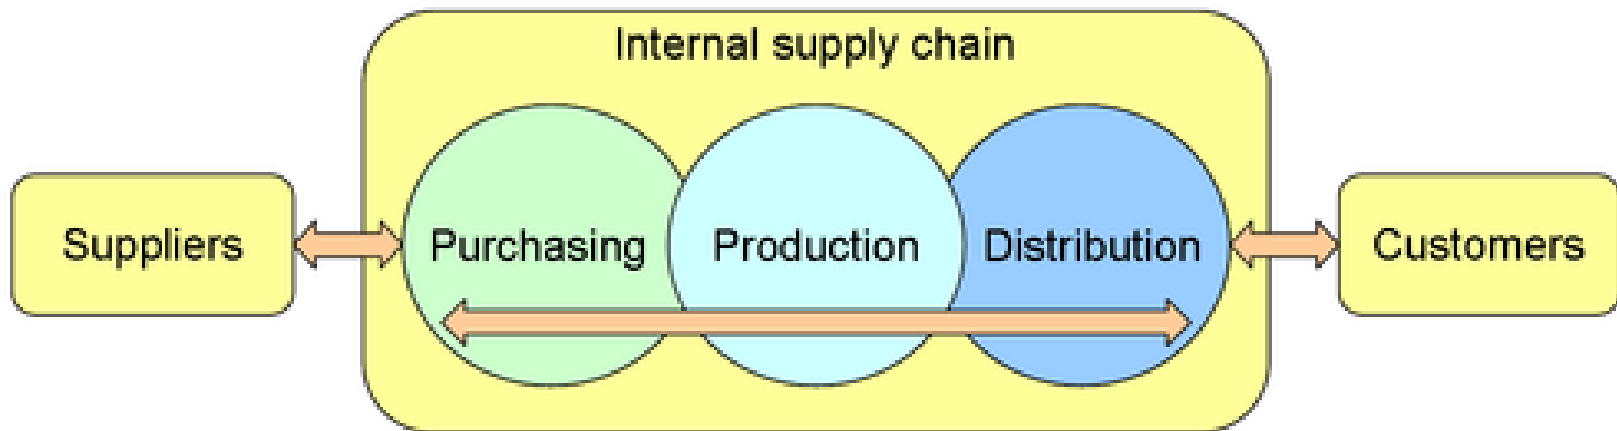 Internal supply chain
Suppliers
Purchasing
Production
Distribution
Customers